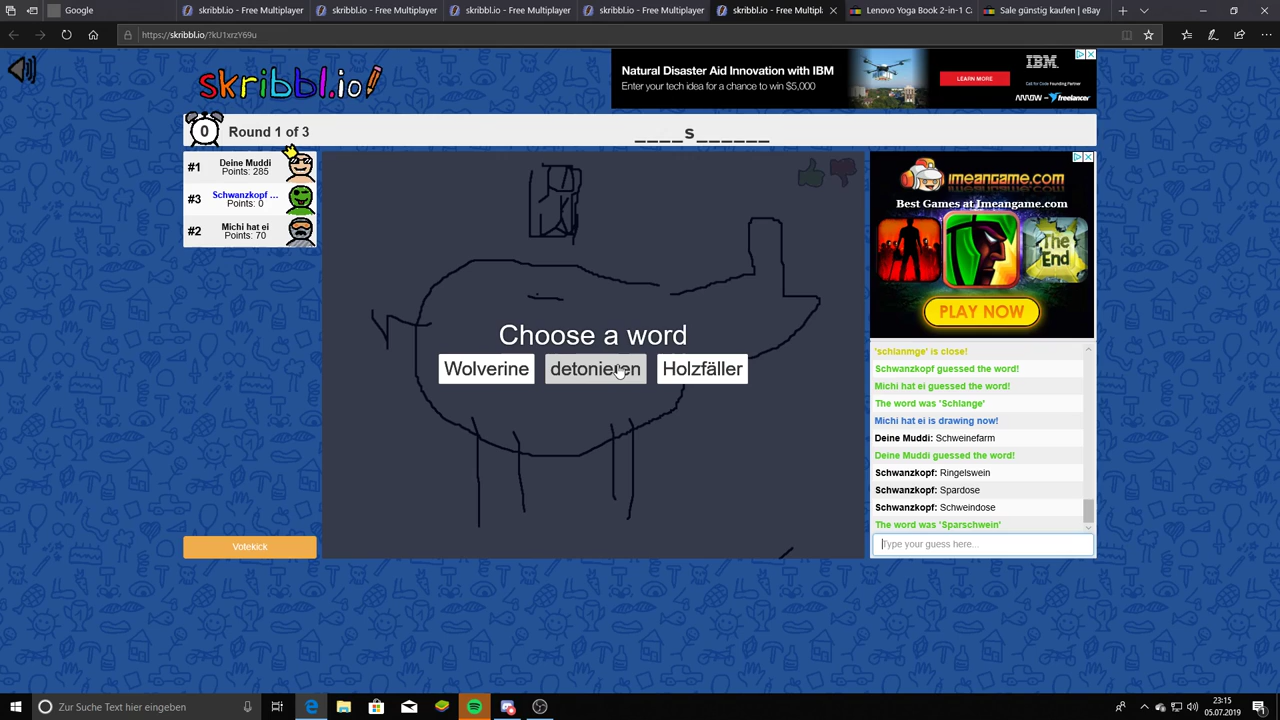 Google
skribbl.io - Free Multiplayer
skribbl.io - Free Multiplayer
skribbl.io - Free Multiplayer
skribbl.io - Free Multipl
Lenovo Yoga Book 2-in-1 C
Sale günstig kaufen | eBay
https://skribbl.io/?kU1xrzY69u
skribbl.io
Natural Disaster Aid Innovation with IBM
Enter your tech idea for a chance to win $5,000
LEARN MORE
IBM
Call for Code Founding Partner
ARROW
freelancer
0
Round 1 of 3
____s______
#1
Deine Muddi
Points: 285
#3
Schwanzkopf ...
Points: 0
#2
Michi hat ei
Points: 70
Choose a word
Wolverine
detonieren
Holzfäller
imeangame.com
Best Games at Imeangame.com
The End
PLAY NOW
'schlanmge' is close!
Schwanzkopf guessed the word!
Michi hat ei guessed the word!
The word was 'Schlange'
Michi hat ei is drawing now!
Deine Muddi: Schweinefarm
Deine Muddi guessed the word!
Schwanzkopf: Ringelswein
Schwanzkopf: Spardose
Schwanzkopf: Schweindose
The word was 'Sparschwein'
Type your guess here...
Votekick
Zur Suche Text hier eingeben
23:15
05.07.2019